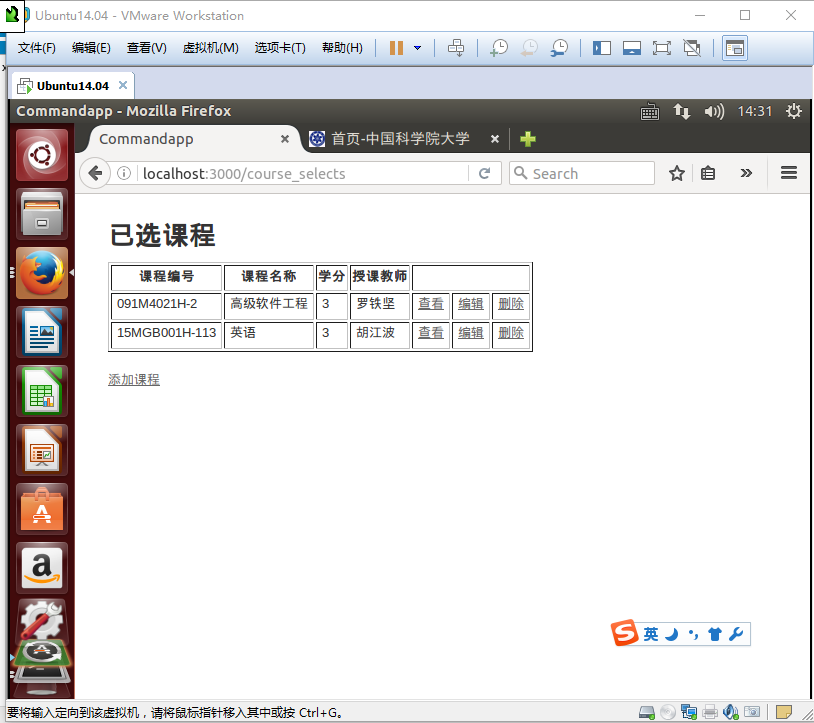 Ubuntu14.04 - VMware Workstation
文件(F) 编辑(E) 查看(V) 虚拟机(M) 选项卡(T) 帮助(H)
Ubuntu14.04
Commandapp - Mozilla Firefox 14:31
Commandapp 首页-中国科学院大学
localhost:3000/course_selects Search
已选课程
课程编号 课程名称 学分 授课教师
091M4021H-2 高级软件工程 3 罗铁坚 查看 编辑 删除
15MGB001H-113 英语 3 胡江波 查看 编辑 删除
添加课程
英
要将输入定向到该虚拟机，请将鼠标指针移入其中或按 Ctrl+G。